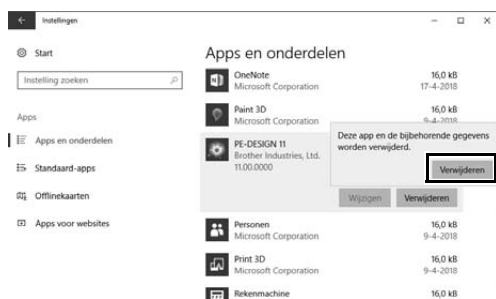 Instellingen
Start
Instelling zoeken
Apps
Apps en onderdelen
Standaard-apps
Offlinekaarten
Apps voor websites
Apps en onderdelen
OneNote 16,0 kB
Microsoft Corporation 17-4-2018
Paint 3D 16,0 kB
Microsoft Corporation 9-4-2018
PE-DESIGN 11
Brother Industries, Ltd.
11.00.0000
Deze app en de bijbehorende gegevens
worden verwijderd.
Verwijderen
Wijzigen Verwijderen
Personen 16,0 kB
Microsoft Corporation 9-4-2018
Print 3D 16,0 kB
Microsoft Corporation 9-4-2018
Rekenmachine 16,0 kB